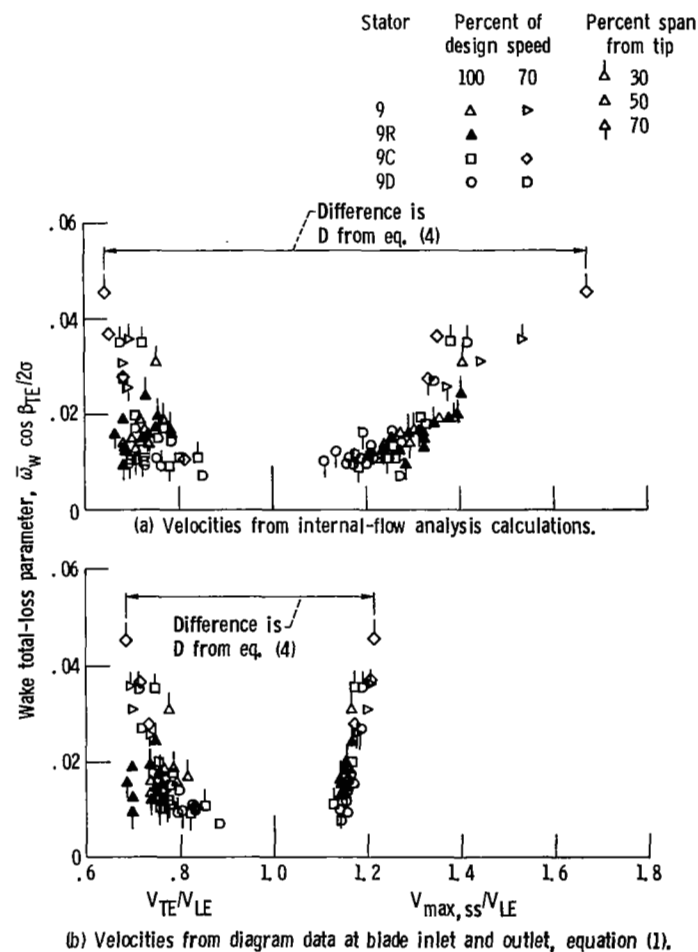 Stator Percent of design speed Percent span from tip
100 70
30
50
70
9
9R
9C
9D
Difference is
D from eq. (4)
.06
.04
.02
0
(a) Velocities from internal-flow analysis calculations.
Wake total-loss parameter, ω̄W cos βTE/2σ
.06
.04
.02
0
Difference is
D from eq. (4)
.6 .8 1.0 1.2 1.4 1.6 1.8
VTE/VLE Vmax,ss/VLE
(b) Velocities from diagram data at blade inlet and outlet, equation (1).